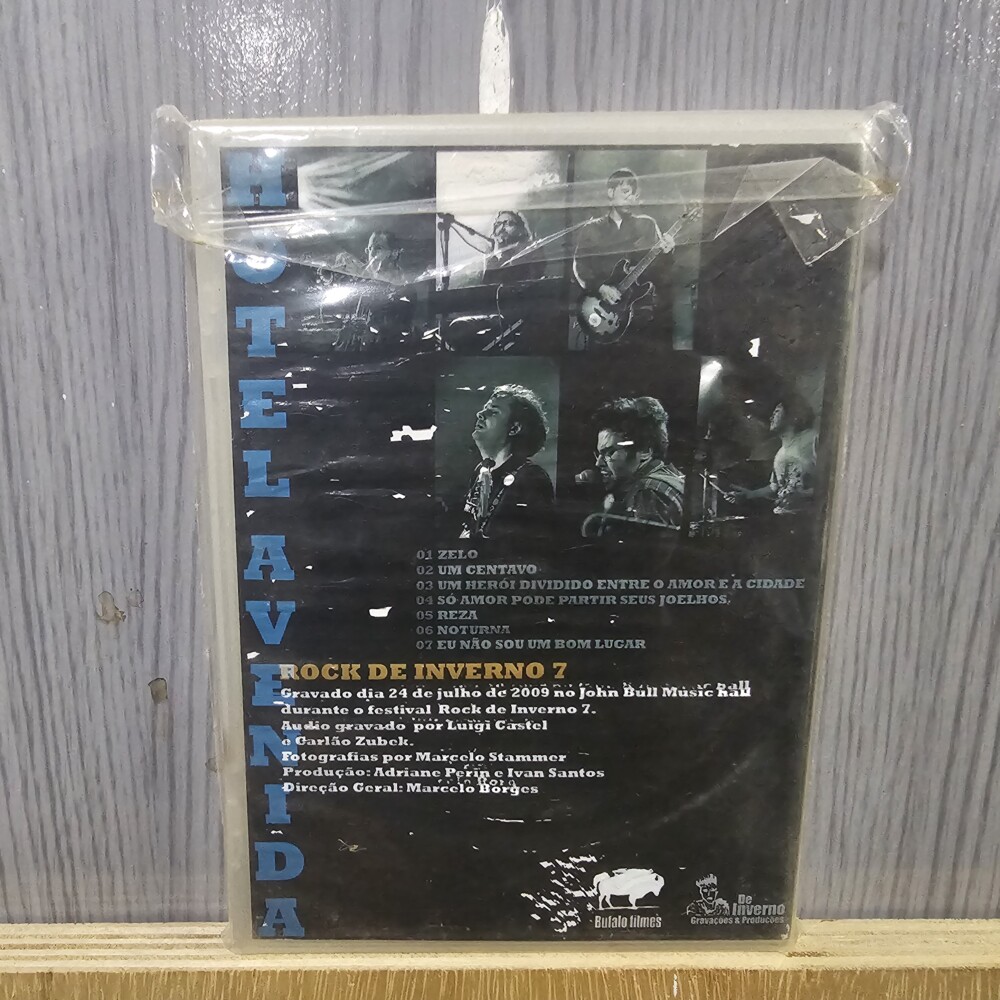 HOTEL AVENIDA
01 ZELO
02 UM CENTAVO
03 UM HERÓI DIVIDIDO ENTRE O AMOR E A CIDADE
04 SÓ AMOR PODE PARTIR SEUS JOELHOS.
05 REZA
06 NOTURNA
07 EU NÃO SOU UM BOM LUGAR
ROCK DE INVERNO 7
Gravado dia 24 de julho de 2009 no John Bull Music hall
durante o festival Rock de Inverno 7.
Audio gravado por Luigi Castel
e Carlão Zubek.
Fotografias por Marcelo Stammer
Produção: Adriane Perin e Ivan Santos
Direção Geral: Marcelo Borges
Bufalo filmes
De Inverno
Gravações & Produções